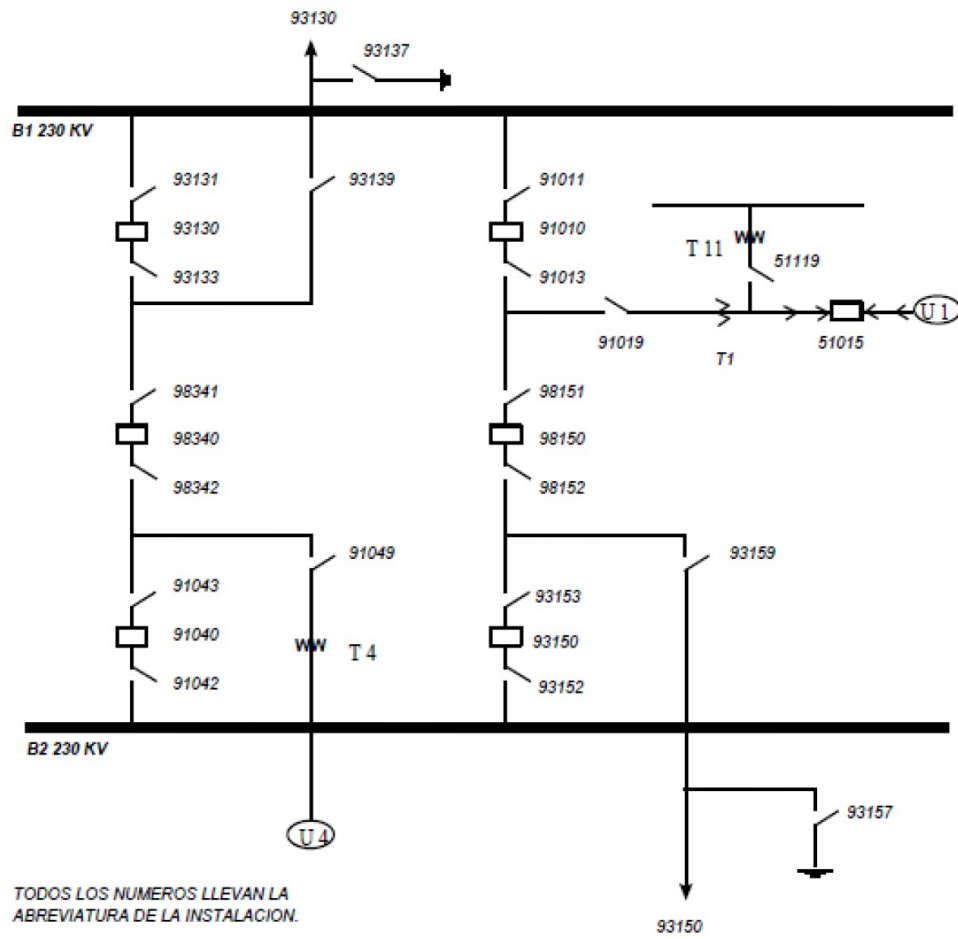 93130
93137
B1 230 KV
93131
93139
91011
93130
91010
T 11
WW
51119
93133
91013
U 1
91019
T1
51015
98341
98151
98340
98150
98342
98152
91049
93159
91043
93153
91040
WW
T 4
93150
91042
93152
B2 230 KV
93157
U 4
TODOS LOS NUMEROS LLEVAN LA
ABREVIATURA DE LA INSTALACION.
93150